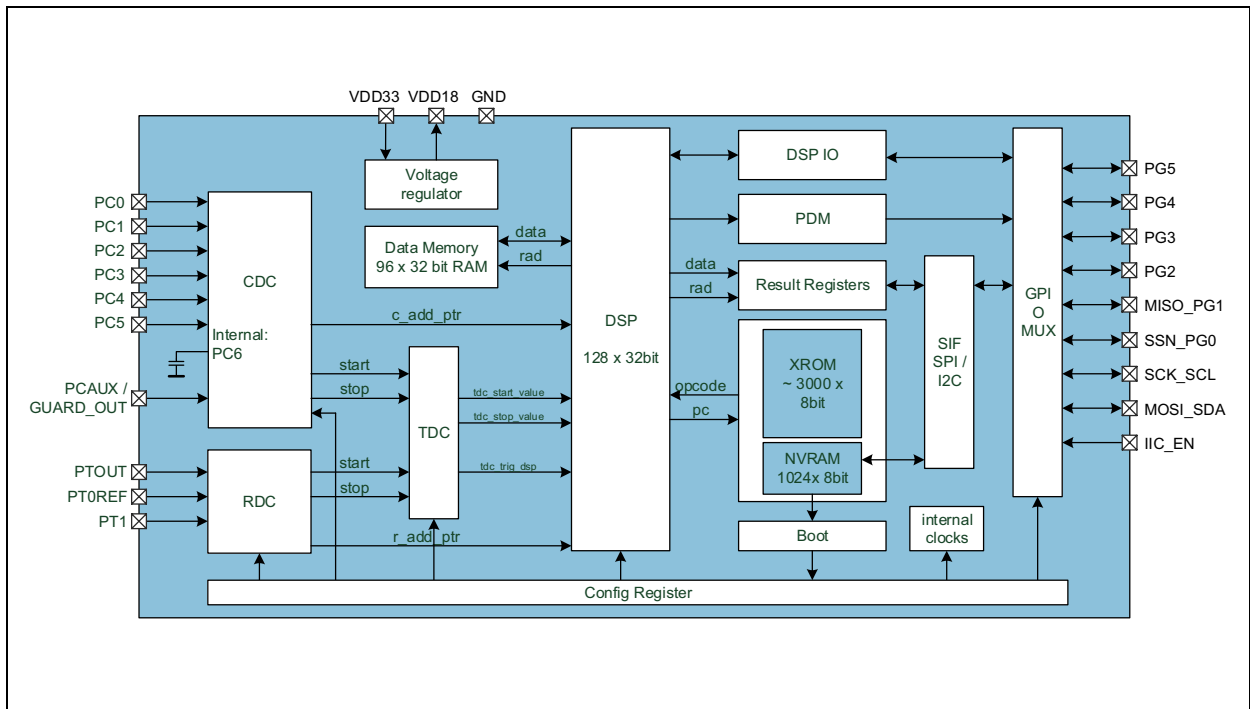 VDD33 VDD18 GND
Voltage
regulator
Data Memory
96 x 32 bit RAM
data
rad
PC0
PC1
PC2
PC3
PC4
PC5
CDC
Internal:
PC6
PCAUX /
GUARD_OUT
c_add_ptr
start
stop
TDC
tdc_start_value
tdc_stop_value
tdc_trig_dsp
PTOUT
PT0REF
PT1
RDC
start
stop
r_add_ptr
DSP
128 x 32bit
DSP IO
PDM
data
rad
Result Registers
opcode
pc
XROM
~ 3000 x
8bit
NVRAM
1024x 8bit
Boot
SIF
SPI /
I2C
internal
clocks
GPI
O
MUX
PG5
PG4
PG3
PG2
MISO_PG1
SSN_PG0
SCK_SCL
MOSI_SDA
IIC_EN
Config Register